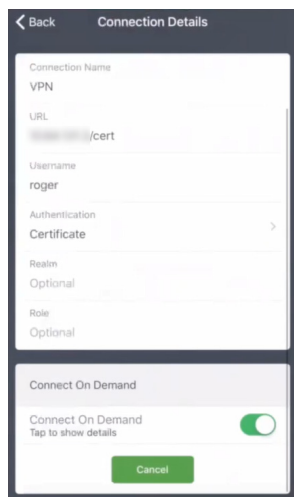 Back
Connection Details
Connection Name
VPN
URL
/cert
Username
roger
Authentication
Certificate
Realm
Optional
Role
Optional
Connect On Demand
Connect On Demand
Tap to show details
Cancel